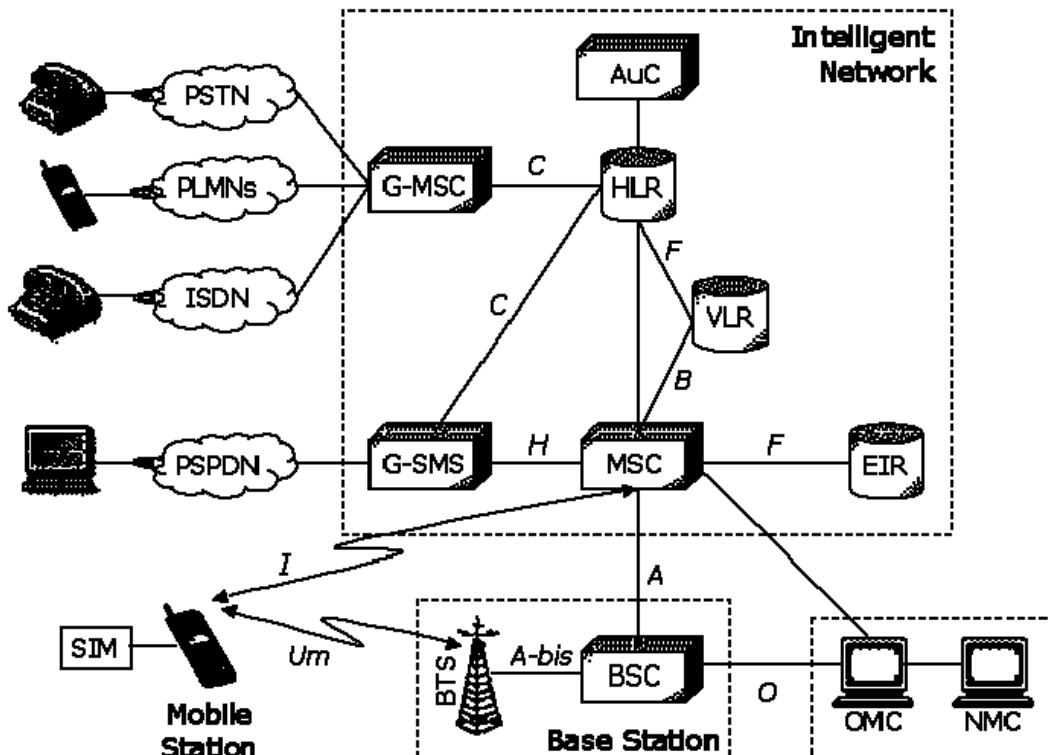 Intelligent
Network
AuC
PSTN
PLMNs
G-MSC
C
HLR
F
ISDN
C
VLR
B
PSPDN
G-SMS
H
MSC
F
EIR
I
A
SIM
Um
BTS
A-bis
BSC
O
OMC
NMC
Mobile
Station
Base Station